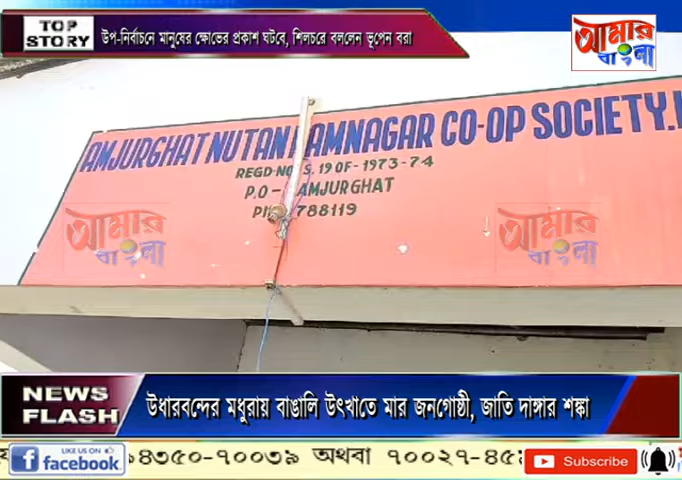 TOP
STORY
উপ-নির্বাচনে মানুষের ক্ষোভের প্রকাশ ঘটবে, শিলচরে বললেন ভূপেন বরা
আমার
বাংলা
AMJURGHAT NUTAN RAMNAGAR CO-OP SOCIETY.
REGD NO S. 19 OF-1973-74
P.O- AMJURGHAT
788119
আমার
বাংলা
আমার
বাংলা
NEWS
FLASH
উধারবন্দের মধুরায় বাঙালি উৎখাতে মার জনগোষ্ঠী, জাতি দাঙ্গার শঙ্কা
LIKE US ON
facebook.
৯৪৩৫০-৭০০৩৯ অথবা ৭০০২৭-৪৫
Subscribe